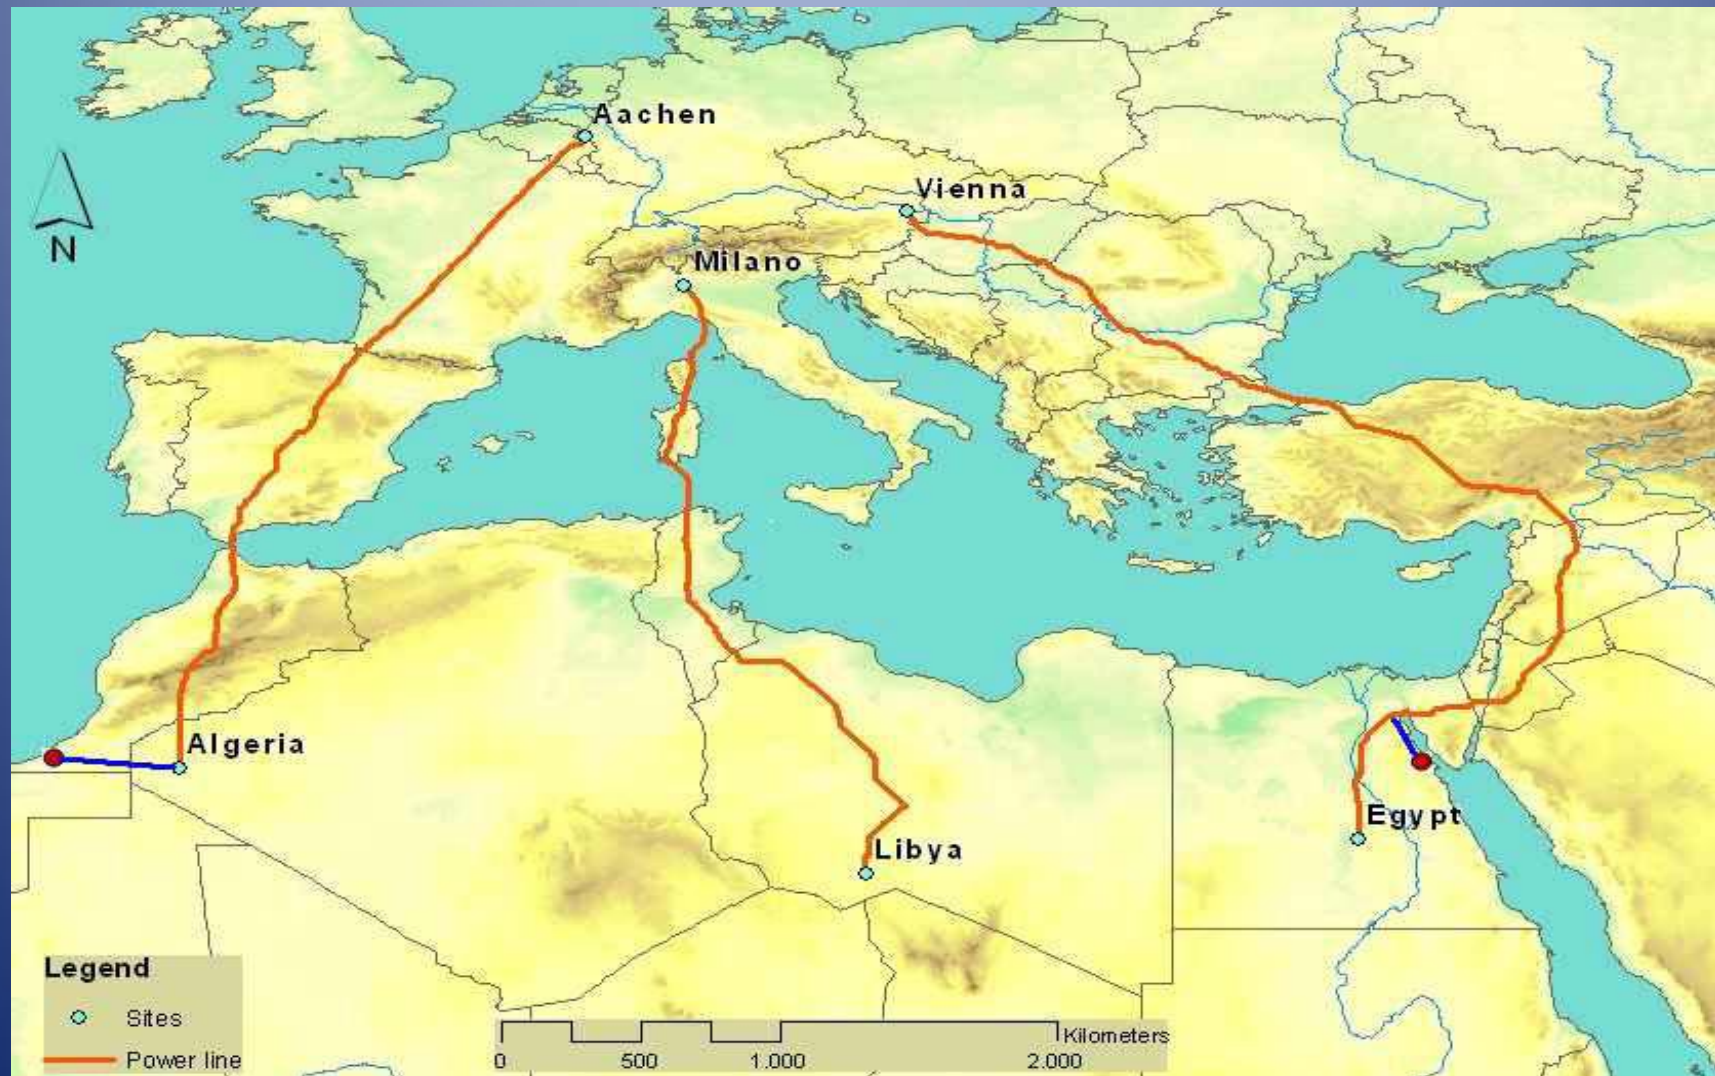 Aachen
Vienna
Milano
N
Algeria
Egypt
Libya
Legend
Sites
Power line
Kilometers
0 500 1.000 2.000